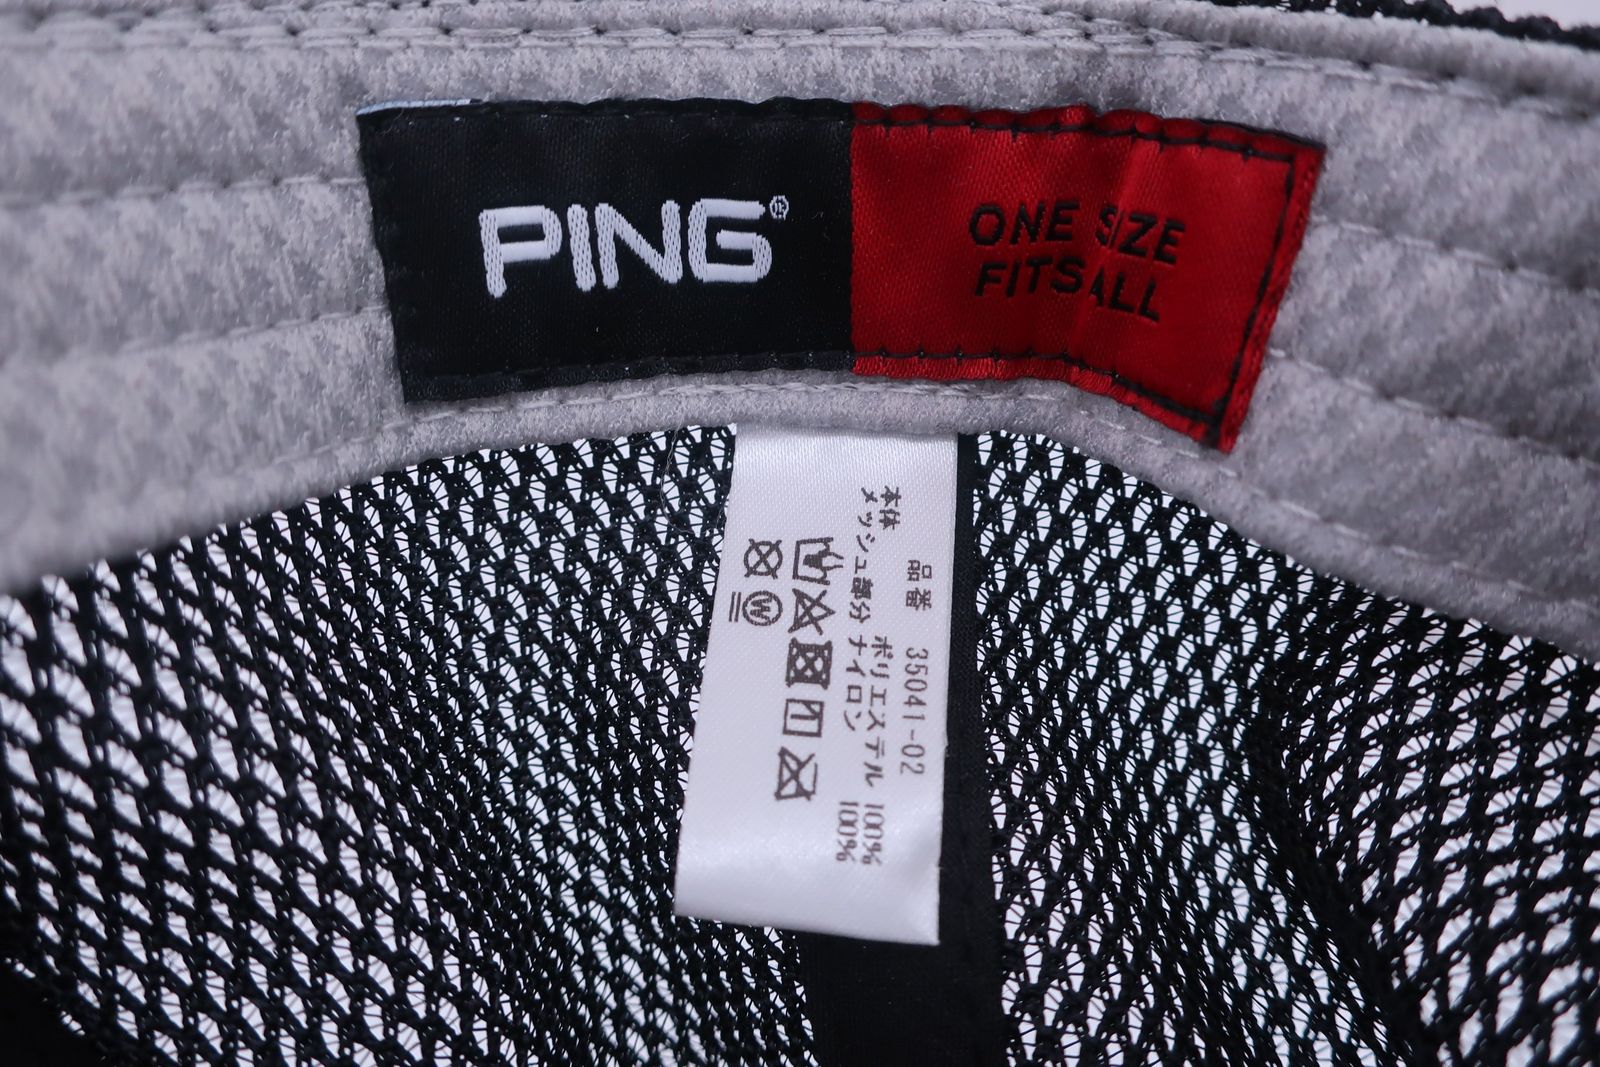 PING®
ONE SIZE
FITS ALL
品番 35041-02
本体 ポリエステル 100%
メッシュ部分 ナイロン 100%
W